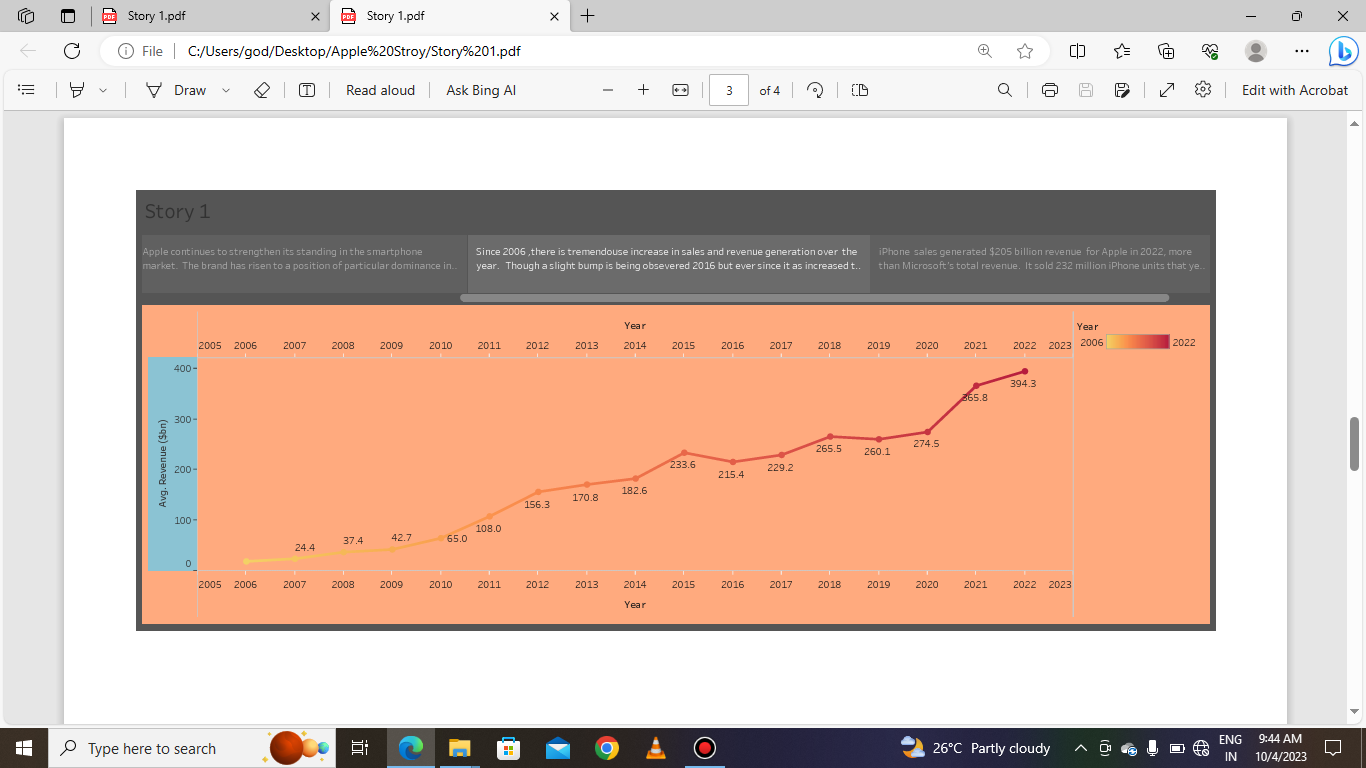 Story 1.pdf
Story 1.pdf
File C:/Users/god/Desktop/Apple%20Stroy/Story%201.pdf
Draw Read aloud Ask Bing AI 3 of 4 Edit with Acrobat
Story 1
Apple continues to strengthen its standing in the smartphone
market. The brand has risen to a position of particular dominance in..
Since 2006 ,there is tremendouse increase in sales and revenue generation over the
year. Though a slight bump is being obsevered 2016 but ever since it as increased t..
iPhone sales generated $205 billion revenue for Apple in 2022, more
than Microsoft's total revenue. It sold 232 million iPhone units that ye..
Year
2005 2006 2007 2008 2009 2010 2011 2012 2013 2014 2015 2016 2017 2018 2019 2020 2021 2022 2023
Year
2006 2022
Avg. Revenue ($bn)
400
300
200
100
0
24.4 37.4 42.7 65.0 108.0 156.3 170.8 182.6 233.6 215.4 229.2 265.5 260.1 274.5 365.8 394.3
2005 2006 2007 2008 2009 2010 2011 2012 2013 2014 2015 2016 2017 2018 2019 2020 2021 2022 2023
Year
Type here to search
26°C Partly cloudy
ENG
IN
9:44 AM
10/4/2023